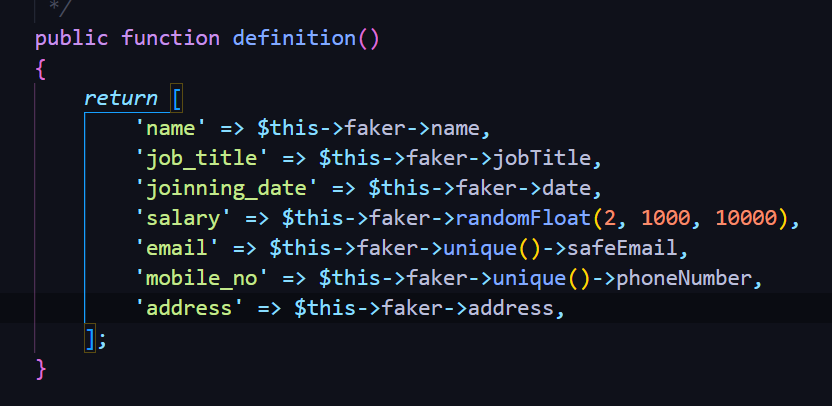 */
public function definition()
{
return [
'name' => $this->faker->name,
'job_title' => $this->faker->jobTitle,
'joinning_date' => $this->faker->date,
'salary' => $this->faker->randomFloat(2, 1000, 10000),
'email' => $this->faker->unique()->safeEmail,
'mobile_no' => $this->faker->unique()->phoneNumber,
'address' => $this->faker->address,
];
}